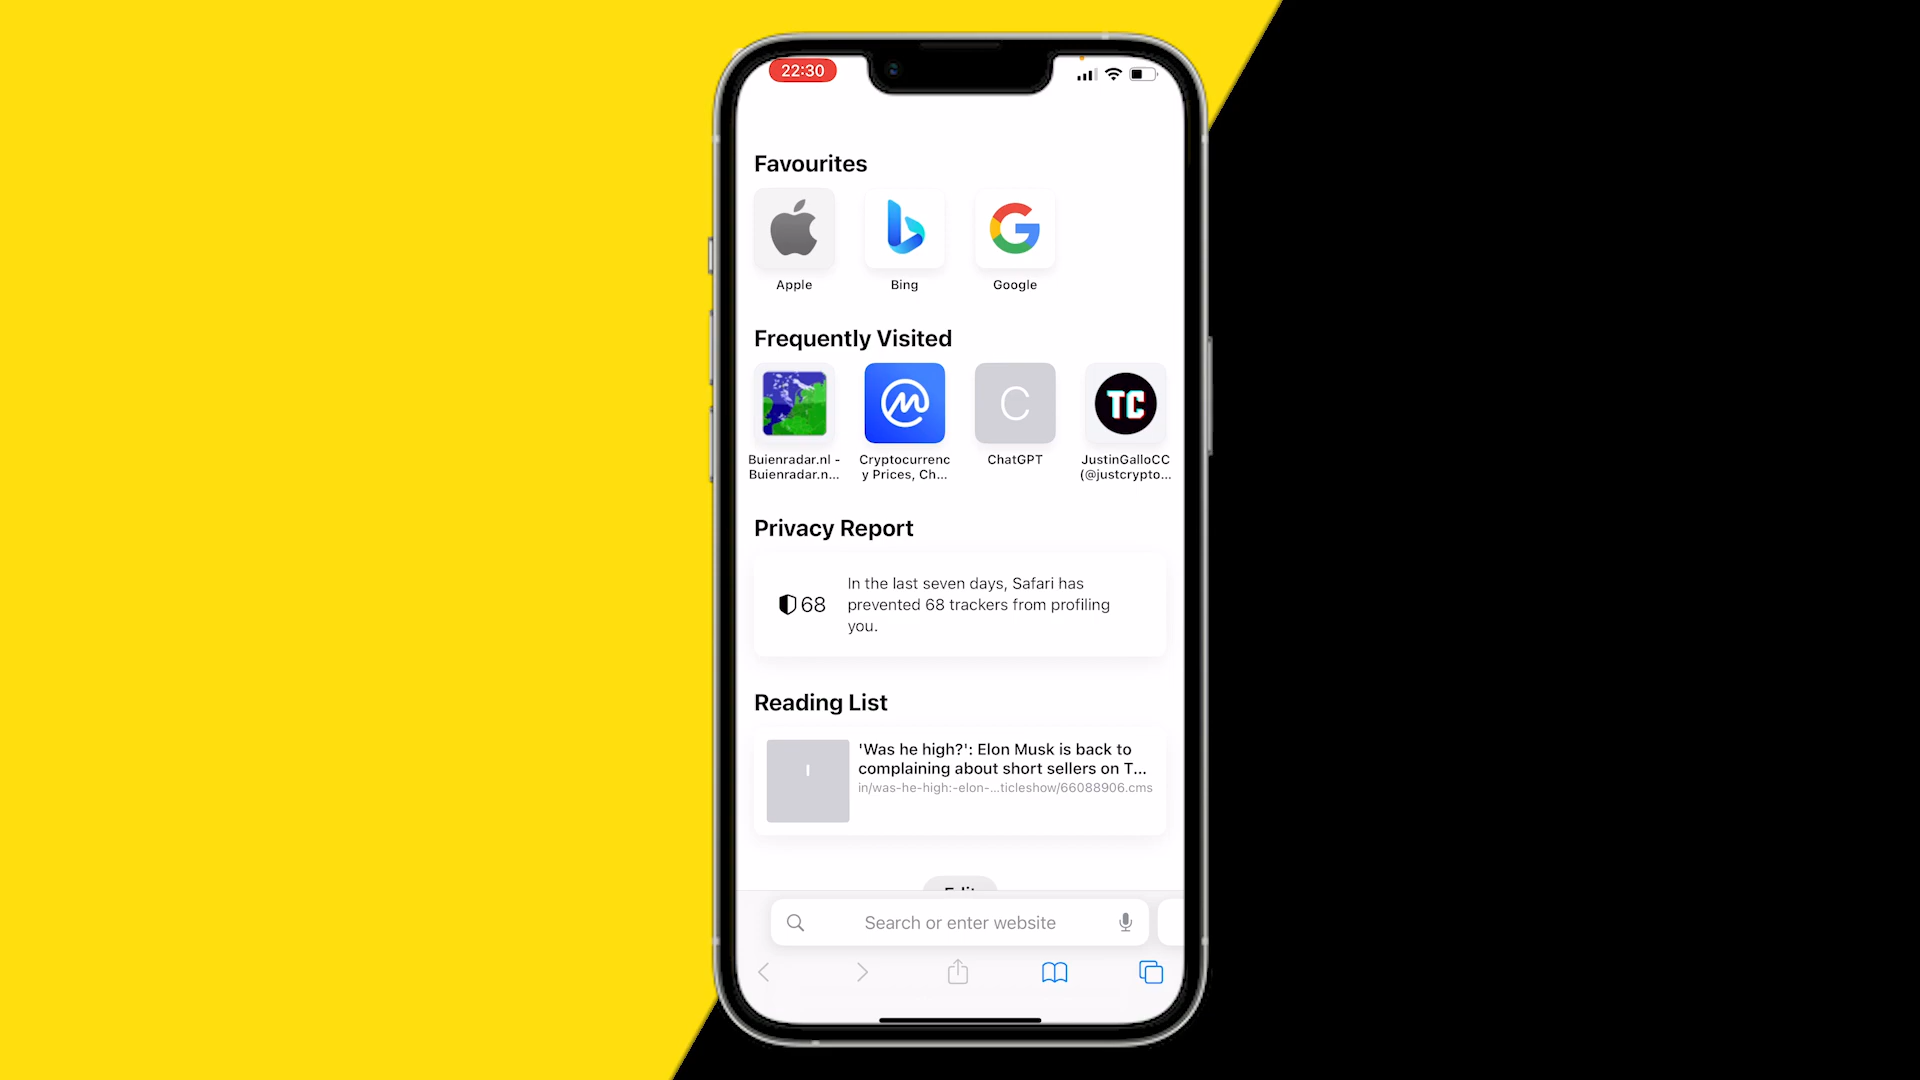 22:30
Favourites
Apple
Bing
Google
Frequently Visited
TC
C
Buienradar.nl -
Buienradar.n...
Cryptocurrenc
y Prices, Ch...
ChatGPT
JustinGalloCC
(@justcrypto...
Privacy Report
68
In the last seven days, Safari has
prevented 68 trackers from profiling
you.
Reading List
I
'Was he high?': Elon Musk is back to
complaining about short sellers on T...
in/was-he-high:-elon-...ticleshow/66088906.cms
Edit
Search or enter website